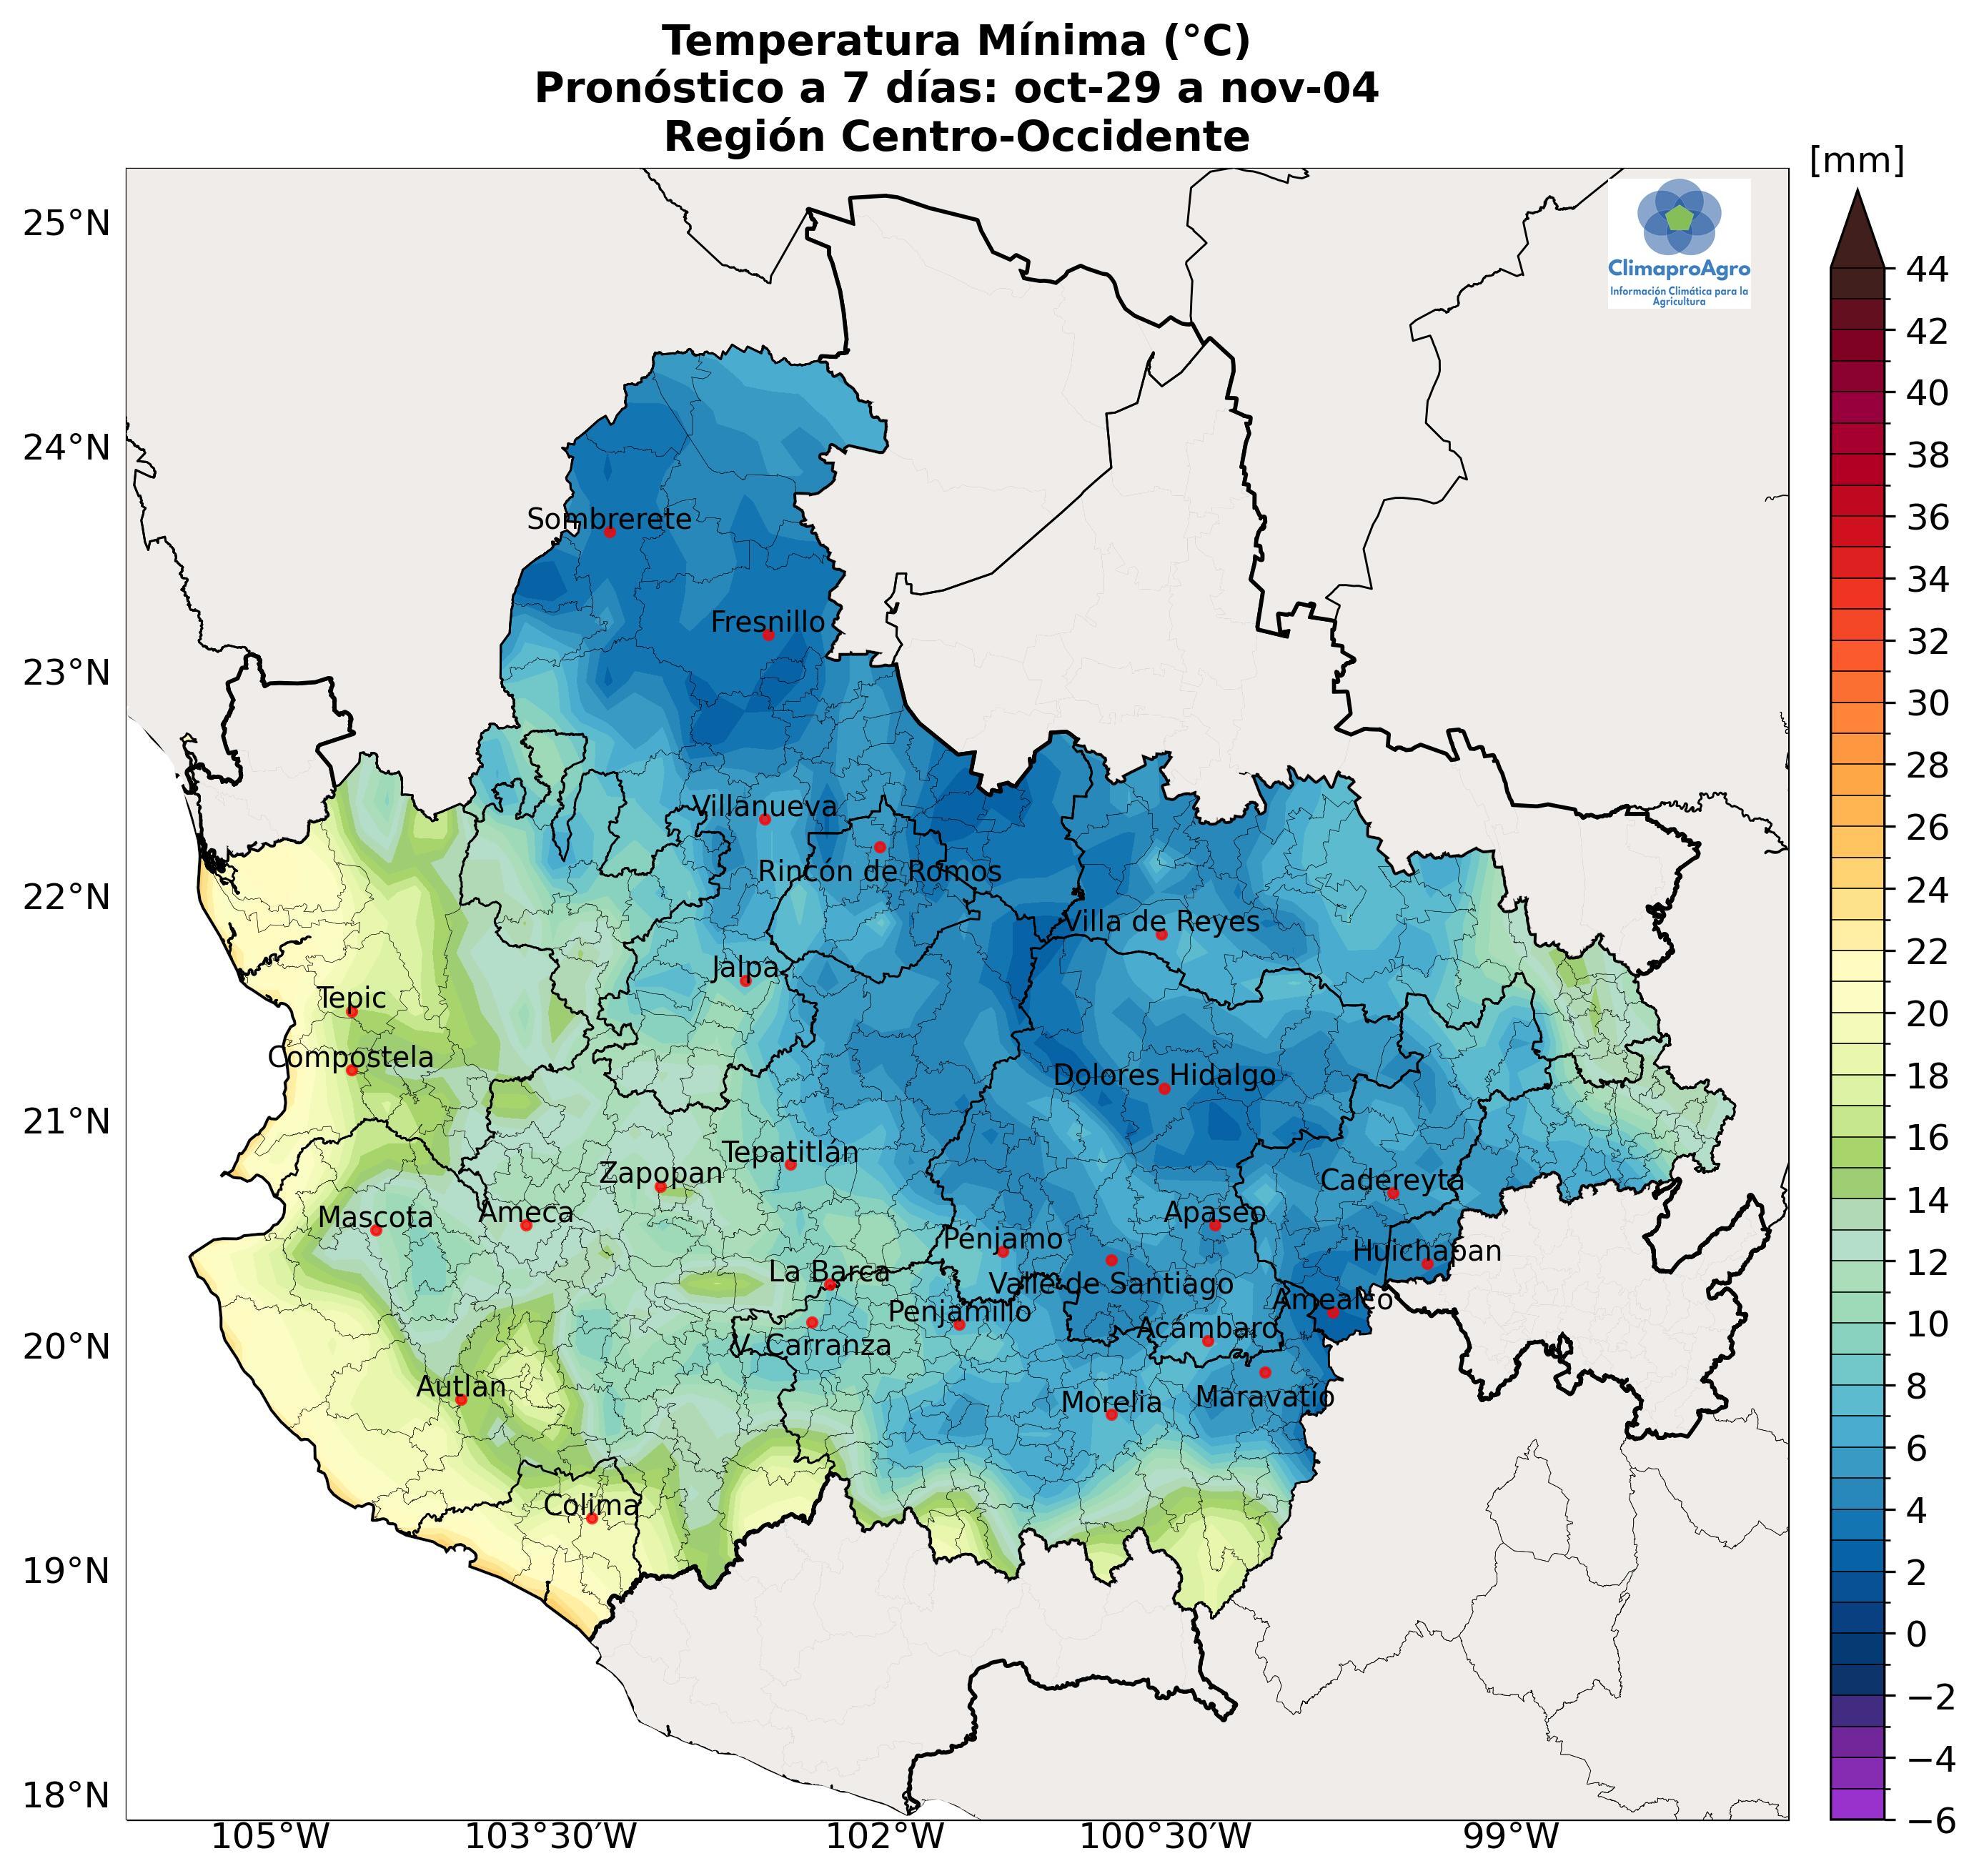 Temperatura Mínima (°C)
Pronóstico a 7 días: oct-29 a nov-04
Región Centro-Occidente
[mm]
25°N
24°N
23°N
22°N
21°N
20°N
19°N
18°N
ClimaproAgro
Información Climática para la
Agricultura
Sombrerete
Fresnillo
Villanueva
Rincón de Romos
Villa de Reyes
Jalpa
Tepic
Compostela
Dolores Hidalgo
Tepatitlán
Zapopan
Cadereyta
Mascota
Ameca
Apaseo
Pénjamo
Huichapan
La Barca
Valle de Santiago
Amealco
Penjamillo
Acámbaro
V. Carranza
Autlan
Morelia
Maravatío
Colima
44
42
40
38
36
34
32
30
28
26
24
22
20
18
16
14
12
10
8
6
4
2
0
−2
−4
−6
105°W
103°30'W
102°W
100°30'W
99°W